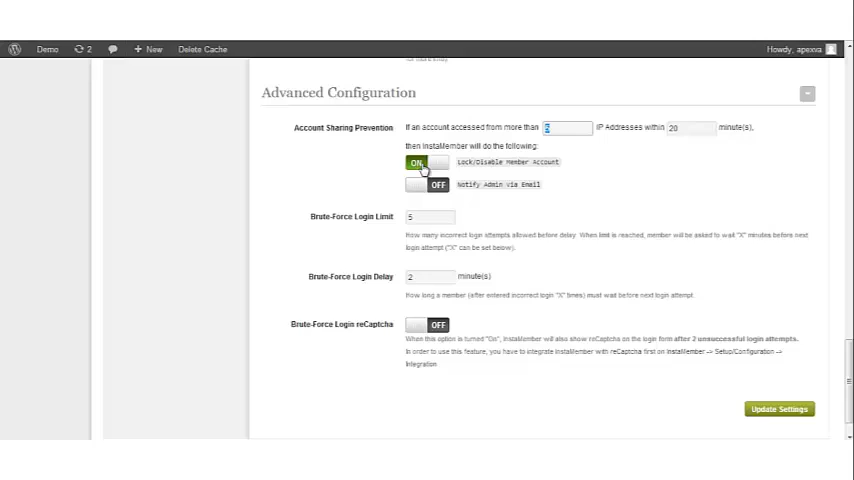 Demo 2 + New Delete Cache Howdy, apexva
Advanced Configuration
Account Sharing Prevention If an account accessed from more than 5 IP Addresses within 20 minute(s),
then InstaMember will do the following:
ON Lock/Disable Member Account
OFF Notify Admin Via Email
Brute-Force Login Limit 5
How many incorrect login attempts allowed before delay. When limit is reached, member will be asked to wait "X" minutes before next
login attempt ("X" can be set below).
Brute-Force Login Delay 2 minute(s)
How long a member (after entered incorrect login "X" times) must wait before next login attempt.
Brute-Force Login reCaptcha OFF
When this option is turned "On", InstaMember will also show reCaptcha on the login form after 2 unsuccessful login attempts.
In order to use this feature, you have to integrate InstaMember with reCaptcha first on InstaMember -> Setup/Configuration ->
Integration
Update Settings